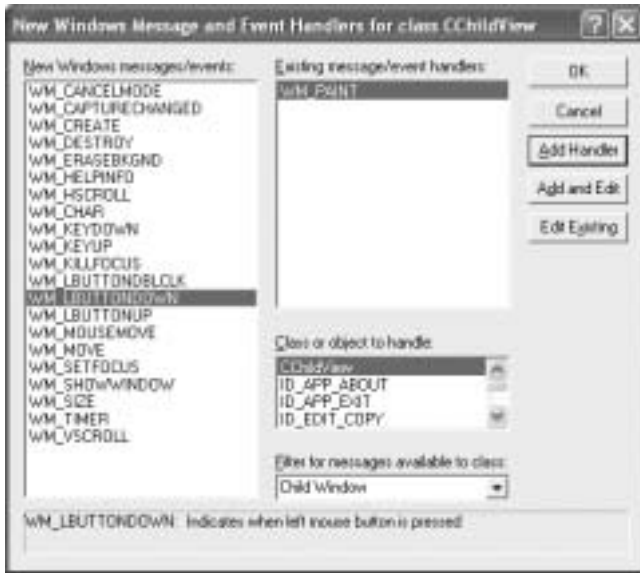 New Windows Message and Event Handlers for class CChildView
New Windows messages/events:
WM_CANCELMODE
WM_CAPTURECHANGED
WM_CREATE
WM_DESTROY
WM_ERASEBKGND
WM_HELPINFO
WM_HSCROLL
WM_CHAR
WM_KEYDOWN
WM_KEYUP
WM_KILLFOCUS
WM_LBUTTONDBLCLK
WM_LBUTTONDOWN
WM_LBUTTONUP
WM_MOUSEMOVE
WM_MOVE
WM_SETFOCUS
WM_SHOWWINDOW
WM_SIZE
WM_TIMER
WM_VSCROLL
Existing message/event handlers:
WM_PAINT
Class or object to handle:
CChildView
ID_APP_ABOUT
ID_APP_EXIT
ID_EDIT_COPY
Filter for messages available to class:
Child Window
OK
Cancel
Add Handler
Add and Edit
Edit Existing
WM_LBUTTONDOWN: Indicates when left mouse button is pressed